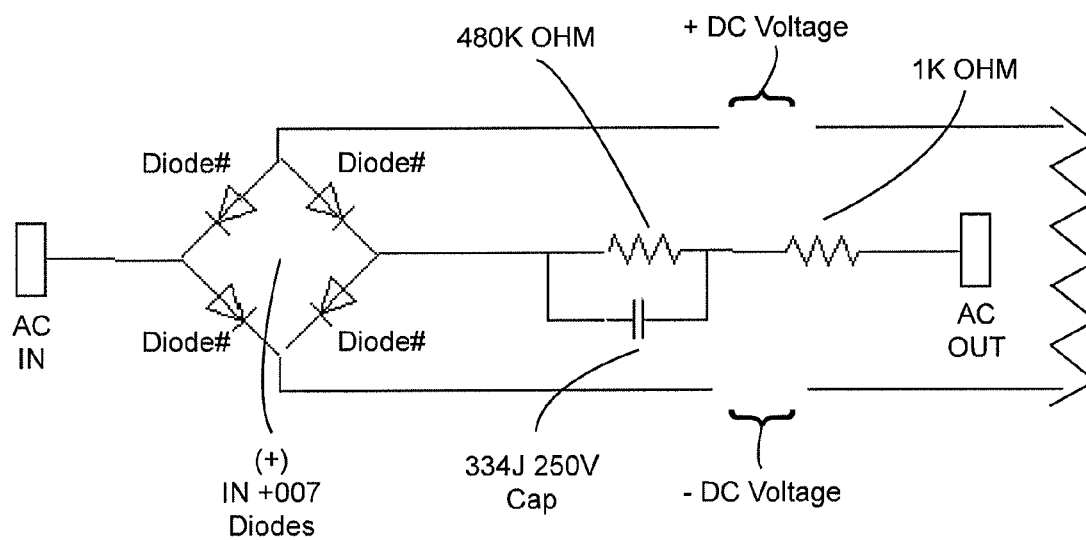 480K OHM
+ DC Voltage
1K OHM
Diode#
Diode#
AC
IN
Diode#
Diode#
AC
OUT
(+)
IN +007
Diodes
334J 250V
Cap
- DC Voltage